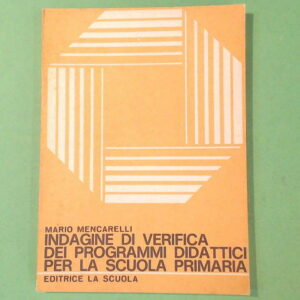 MARIO MENCARELLI
INDAGINE DI VERIFICA
DEI PROGRAMMI DIDATTICI
PER LA SCUOLA PRIMARIA
EDITRICE LA SCUOLA